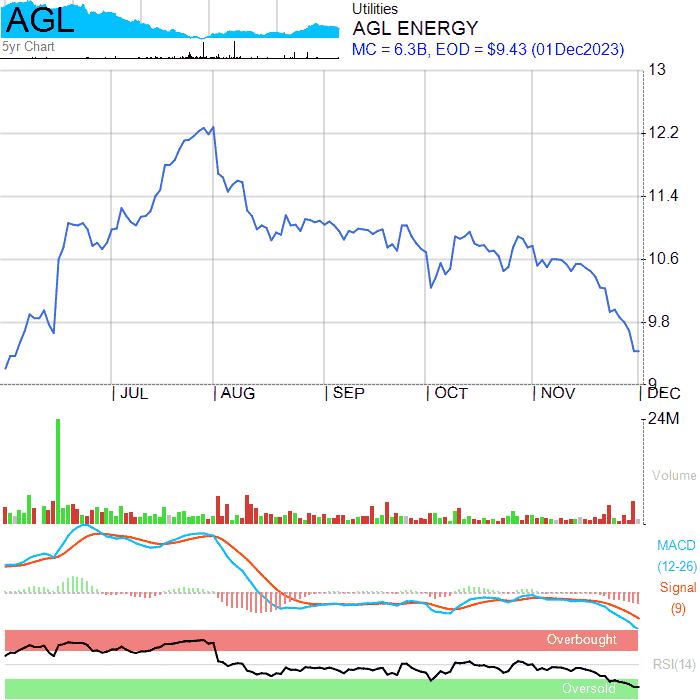 AGL
5yr Chart
Utilities
AGL ENERGY
MC = 6.3B, EOD = $9.43 (01Dec2023)
13
12.2
11.4
10.6
9.8
9
JUL AUG SEP OCT NOV DEC
24M
Volume
MACD
(12-26)
Signal
(9)
Overbought
RSI(14)
Oversold